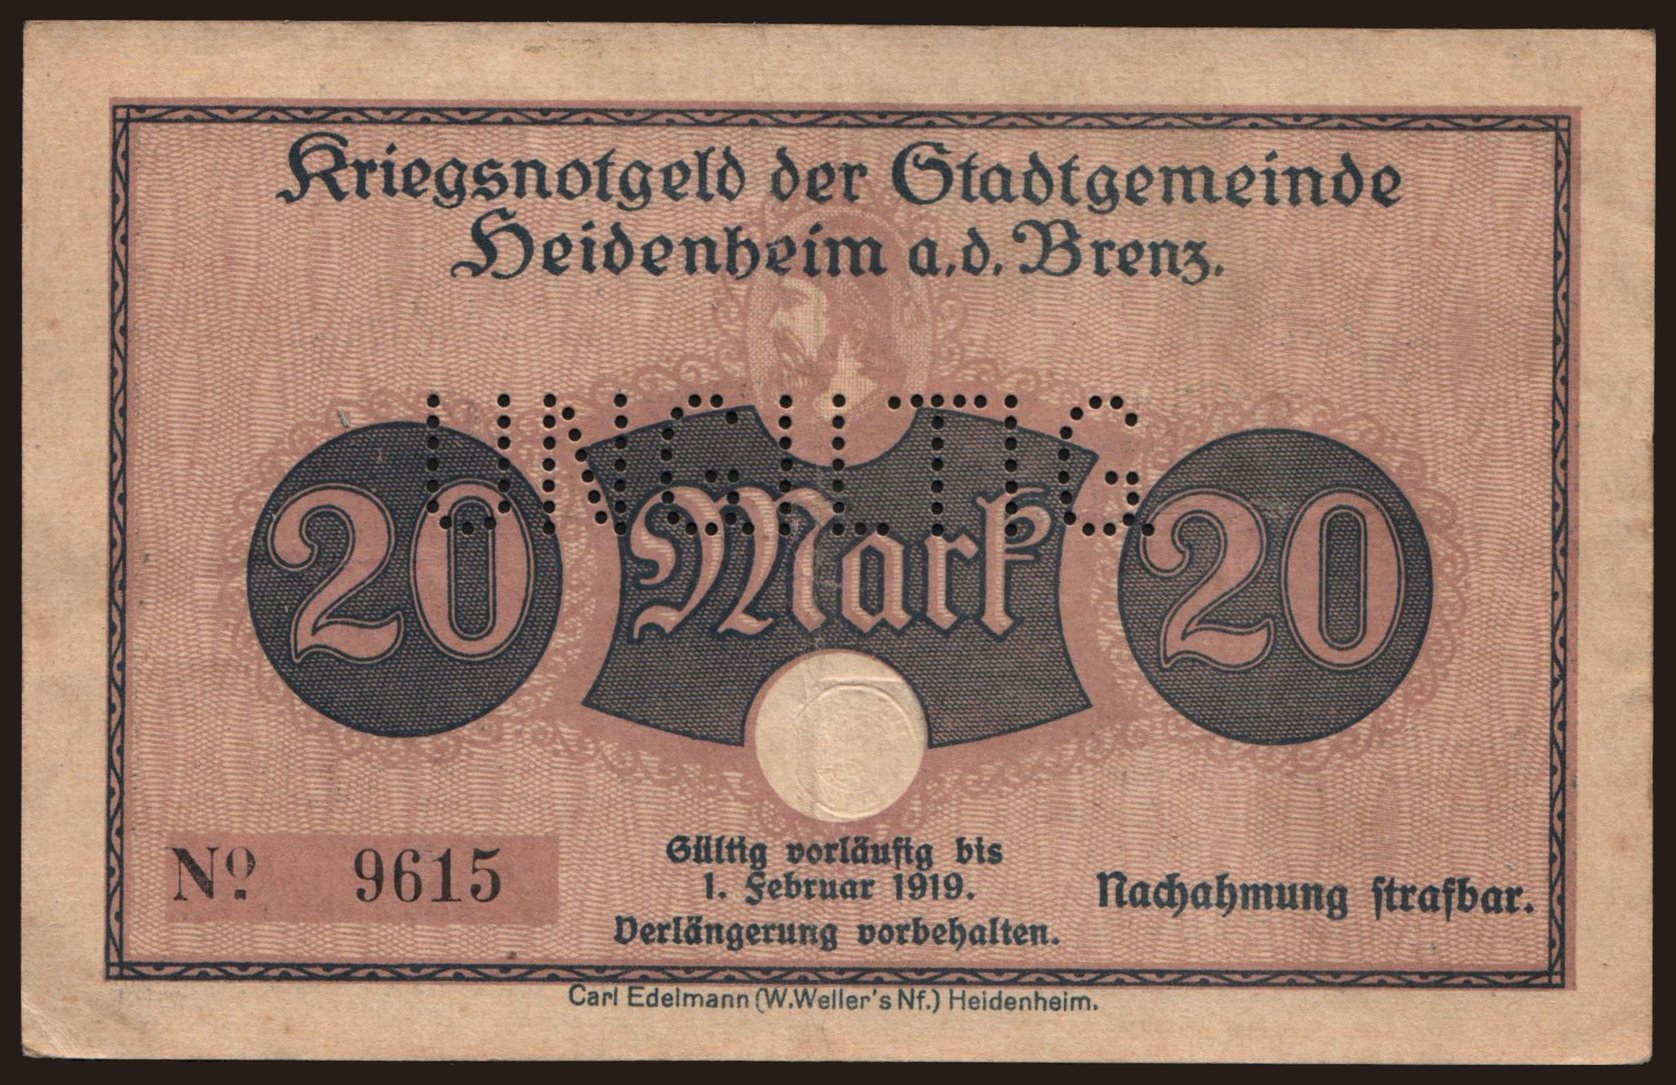 Kriegsnotgeld der Stadtgemeinde
Heidenheim a.d. Brenz.
UNGILTIG
20 Mark 20
No 9615
Gültig vorläufig bis
1. Februar 1919.
Verlängerung vorbehalten.
Nachahmung strafbar.
Carl Edelmann (W.Weller's Nf.) Heidenheim.